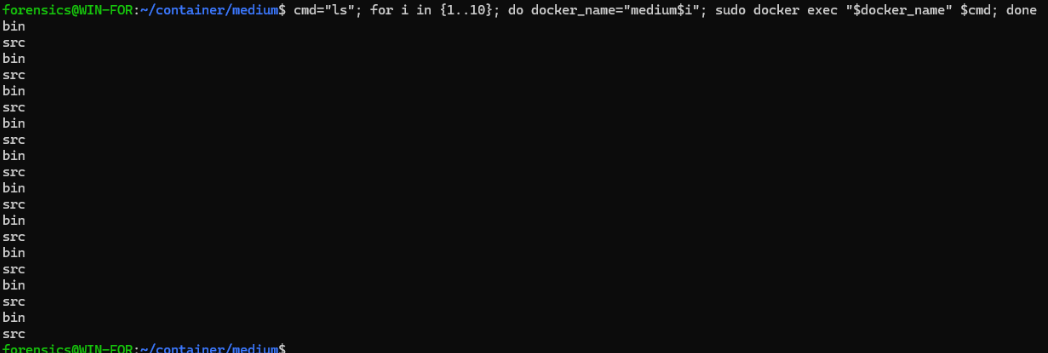 forensics@WIN-FOR:~/container/medium$ cmd="ls"; for i in {1..10}; do docker_name="medium$i"; sudo docker exec "$docker_name" $cmd; done
bin
src
bin
src
bin
src
bin
src
bin
src
bin
src
bin
src
bin
src
bin
src
bin
src
forensics@WIN-FOR:~/container/medium$